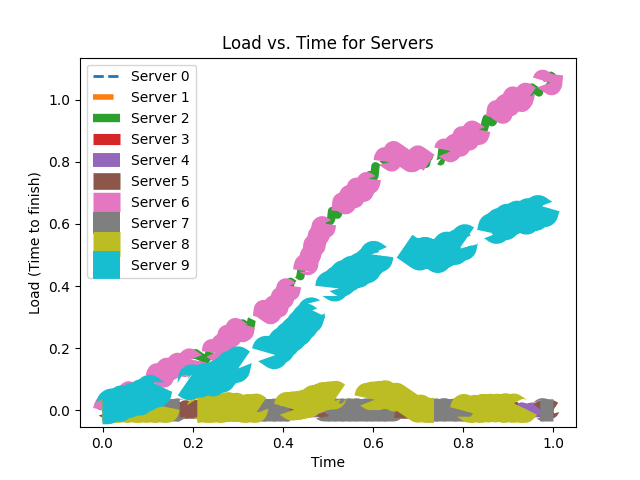 Load vs. Time for Servers
Load (Time to finish)
1.0
0.8
0.6
0.4
0.2
0.0
Server 0
Server 1
Server 2
Server 3
Server 4
Server 5
Server 6
Server 7
Server 8
Server 9
0.0 0.2 0.4 0.6 0.8 1.0
Time